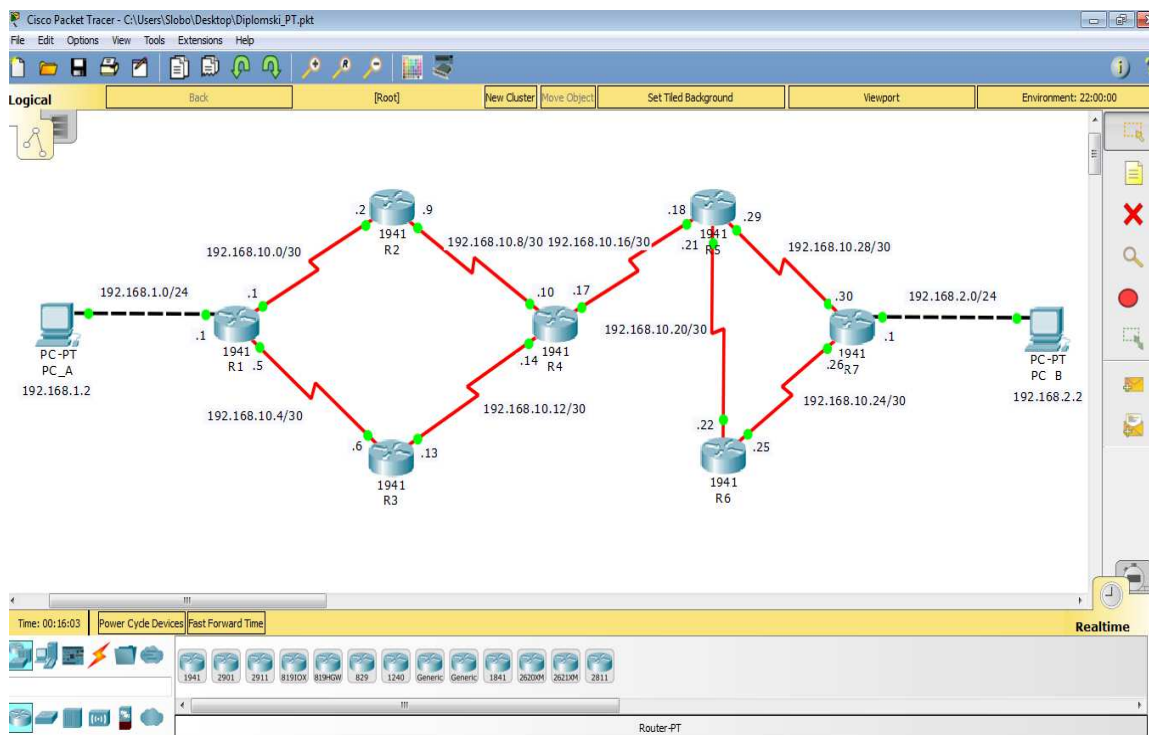 Cisco Packet Tracer - C:\Users\Slobo\Desktop\Diplomski_PT.pkt
File Edit Options View Tools Extensions Help
Logical Back [Root] New Cluster Move Object Set Tiled Background Viewport Environment: 22:00:00
.2 .9
1941
R2
192.168.10.0/30
192.168.10.8/30
192.168.10.16/30
.18 .29
.21
1941
R5
192.168.10.28/30
192.168.1.0/24
.1
.1
1941
R1
.5
PC-PT
PC_A
192.168.1.2
.10 .17
.14
1941
R4
192.168.10.20/30
.30
192.168.2.0/24
.1
1941
.26
R7
PC-PT
PC B
192.168.2.2
192.168.10.4/30
192.168.10.12/30
192.168.10.24/30
.6 .13
1941
R3
.22 .25
1941
R6
Time: 00:16:03 Power Cycle Devices Fast Forward Time Realtime
1941 2901 2911 819IOX 819HGW 829 1240 Generic Generic 1841 2620XM 2621XM 2811
Router-PT